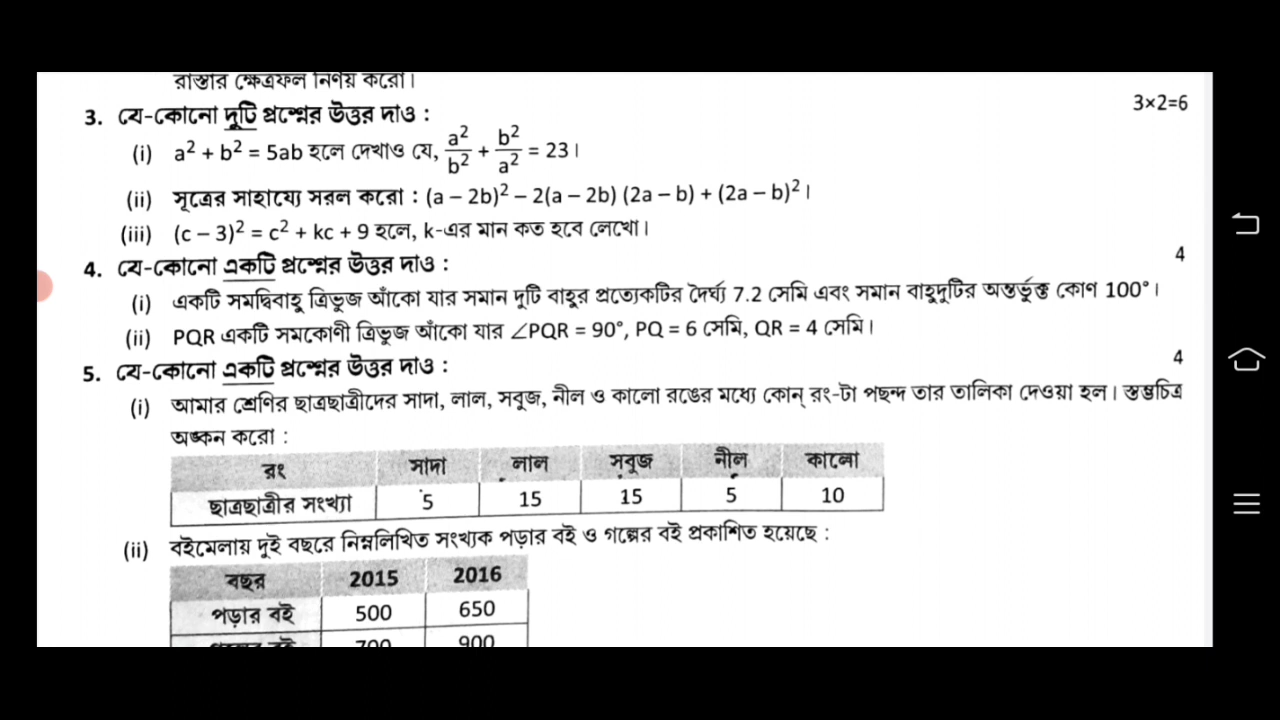 রাস্তার ক্ষেত্রফল নির্ণয় করো।
3. যে-কোনো দুটি প্রশ্নের উত্তর দাও : 3×2=6
(i) a² + b² = 5ab হলে দেখাও যে, a²/b² + b²/a² = 23।
(ii) সূত্রের সাহায্যে সরল করো : (a – 2b)² – 2(a – 2b) (2a – b) + (2a – b)²।
(iii) (c – 3)² = c² + kc + 9 হলে, k-এর মান কত হবে লেখো।
4. যে-কোনো একটি প্রশ্নের উত্তর দাও : 4
(i) একটি সমদ্বিবাহু ত্রিভুজ আঁকো যার সমান দুটি বাহুর প্রত্যেকটির দৈর্ঘ্য 7.2 সেমি এবং সমান বাহুদুটির অন্তর্ভুক্ত কোণ 100°।
(ii) PQR একটি সমকোণী ত্রিভুজ আঁকো যার ∠PQR = 90°, PQ = 6 সেমি, QR = 4 সেমি।
5. যে-কোনো একটি প্রশ্নের উত্তর দাও : 4
(i) আমার শ্রেণির ছাত্রছাত্রীদের সাদা, লাল, সবুজ, নীল ও কালো রঙের মধ্যে কোন্ রং-টা পছন্দ তার তালিকা দেওয়া হল। স্তম্ভচিত্র
অঙ্কন করো :
রং সাদা লাল সবুজ নীল কালো
ছাত্রছাত্রীর সংখ্যা 5 15 15 5 10
(ii) বইমেলায় দুই বছরে নিম্নলিখিত সংখ্যক পড়ার বই ও গল্পের বই প্রকাশিত হয়েছে :
বছর 2015 2016
পড়ার বই 500 650
গল্পের বই 700 900